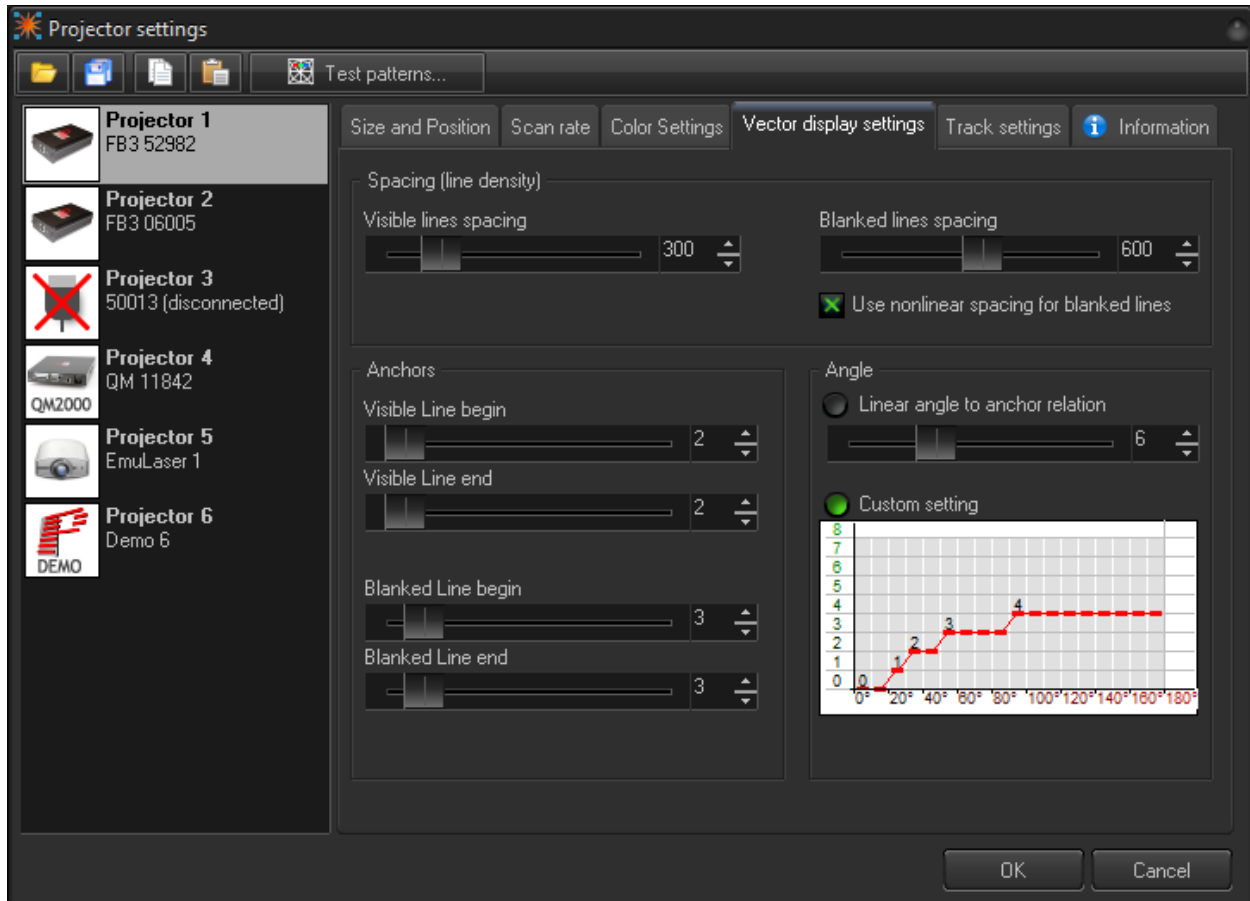 Projector settings
Test patterns...
Projector 1
FB3 52982
Projector 2
FB3 06005
Projector 3
50013 (disconnected)
Projector 4
QM 11842
QM2000
Projector 5
EmuLaser 1
Projector 6
Demo 6
DEMO
Size and Position
Scan rate
Color Settings
Vector display settings
Track settings
Information
Spacing (line density)
Visible lines spacing
300
Blanked lines spacing
600
Use nonlinear spacing for blanked lines
Anchors
Visible Line begin
2
Visible Line end
2
Blanked Line begin
3
Blanked Line end
3
Angle
Linear angle to anchor relation
6
Custom setting
8
7
6
5
4
3
2
1
0
0
1
2
3
4
0° 20° 40° 60° 80° 100° 120° 140° 160° 180°
OK
Cancel